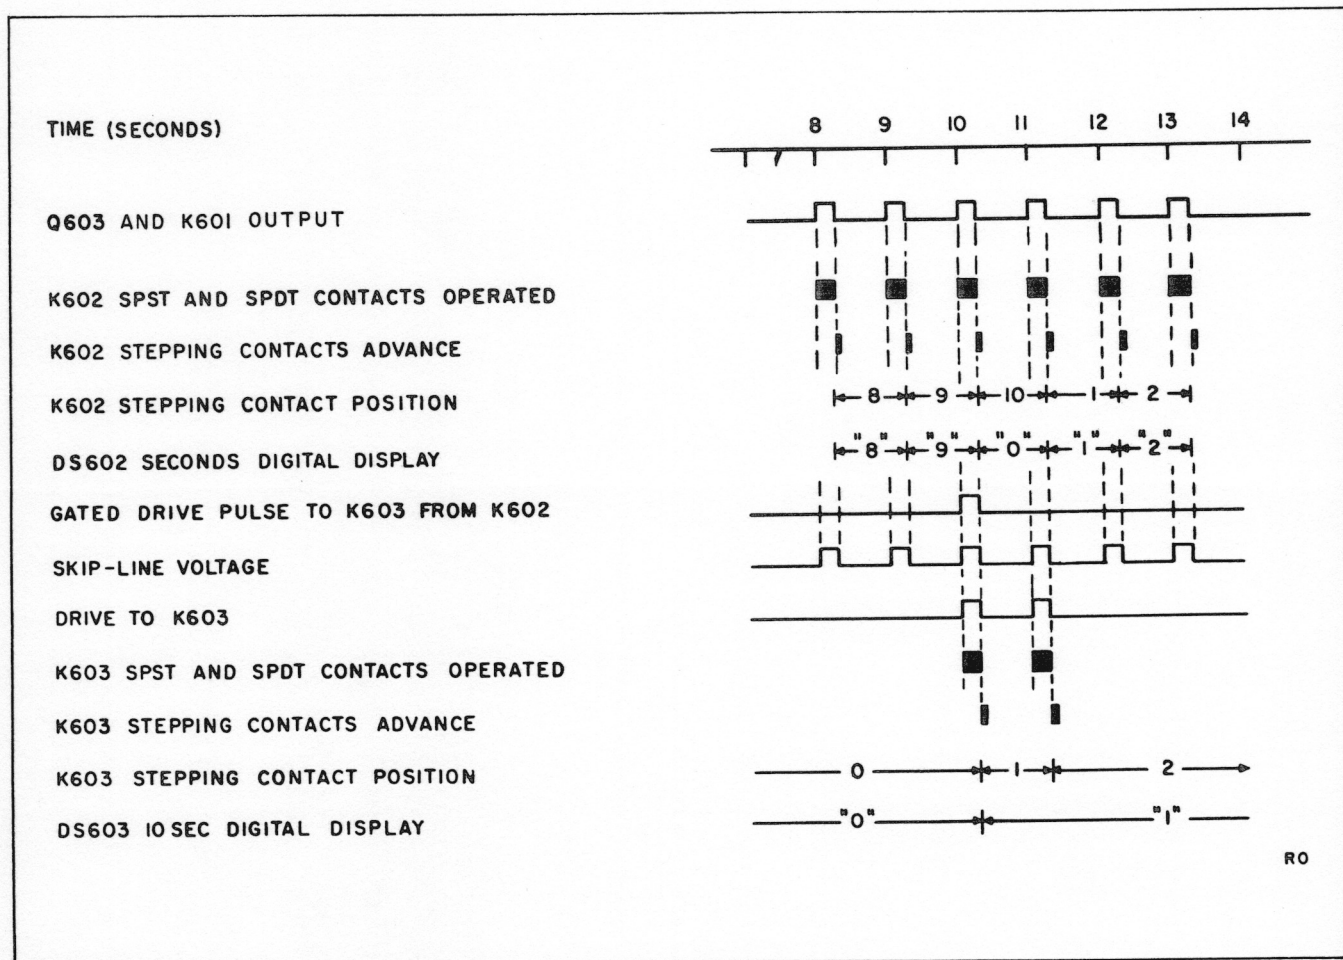 TIME (SECONDS)
8 9 10 11 12 13 14
Q603 AND K601 OUTPUT
K602 SPST AND SPDT CONTACTS OPERATED
K602 STEPPING CONTACTS ADVANCE
K602 STEPPING CONTACT POSITION
8 9 10 1 2
DS602 SECONDS DIGITAL DISPLAY
"8" "9" "0" "1" "2"
GATED DRIVE PULSE TO K603 FROM K602
SKIP-LINE VOLTAGE
DRIVE TO K603
K603 SPST AND SPDT CONTACTS OPERATED
K603 STEPPING CONTACTS ADVANCE
K603 STEPPING CONTACT POSITION
0 1 2
DS603 10 SEC DIGITAL DISPLAY
"0" "1"
RO